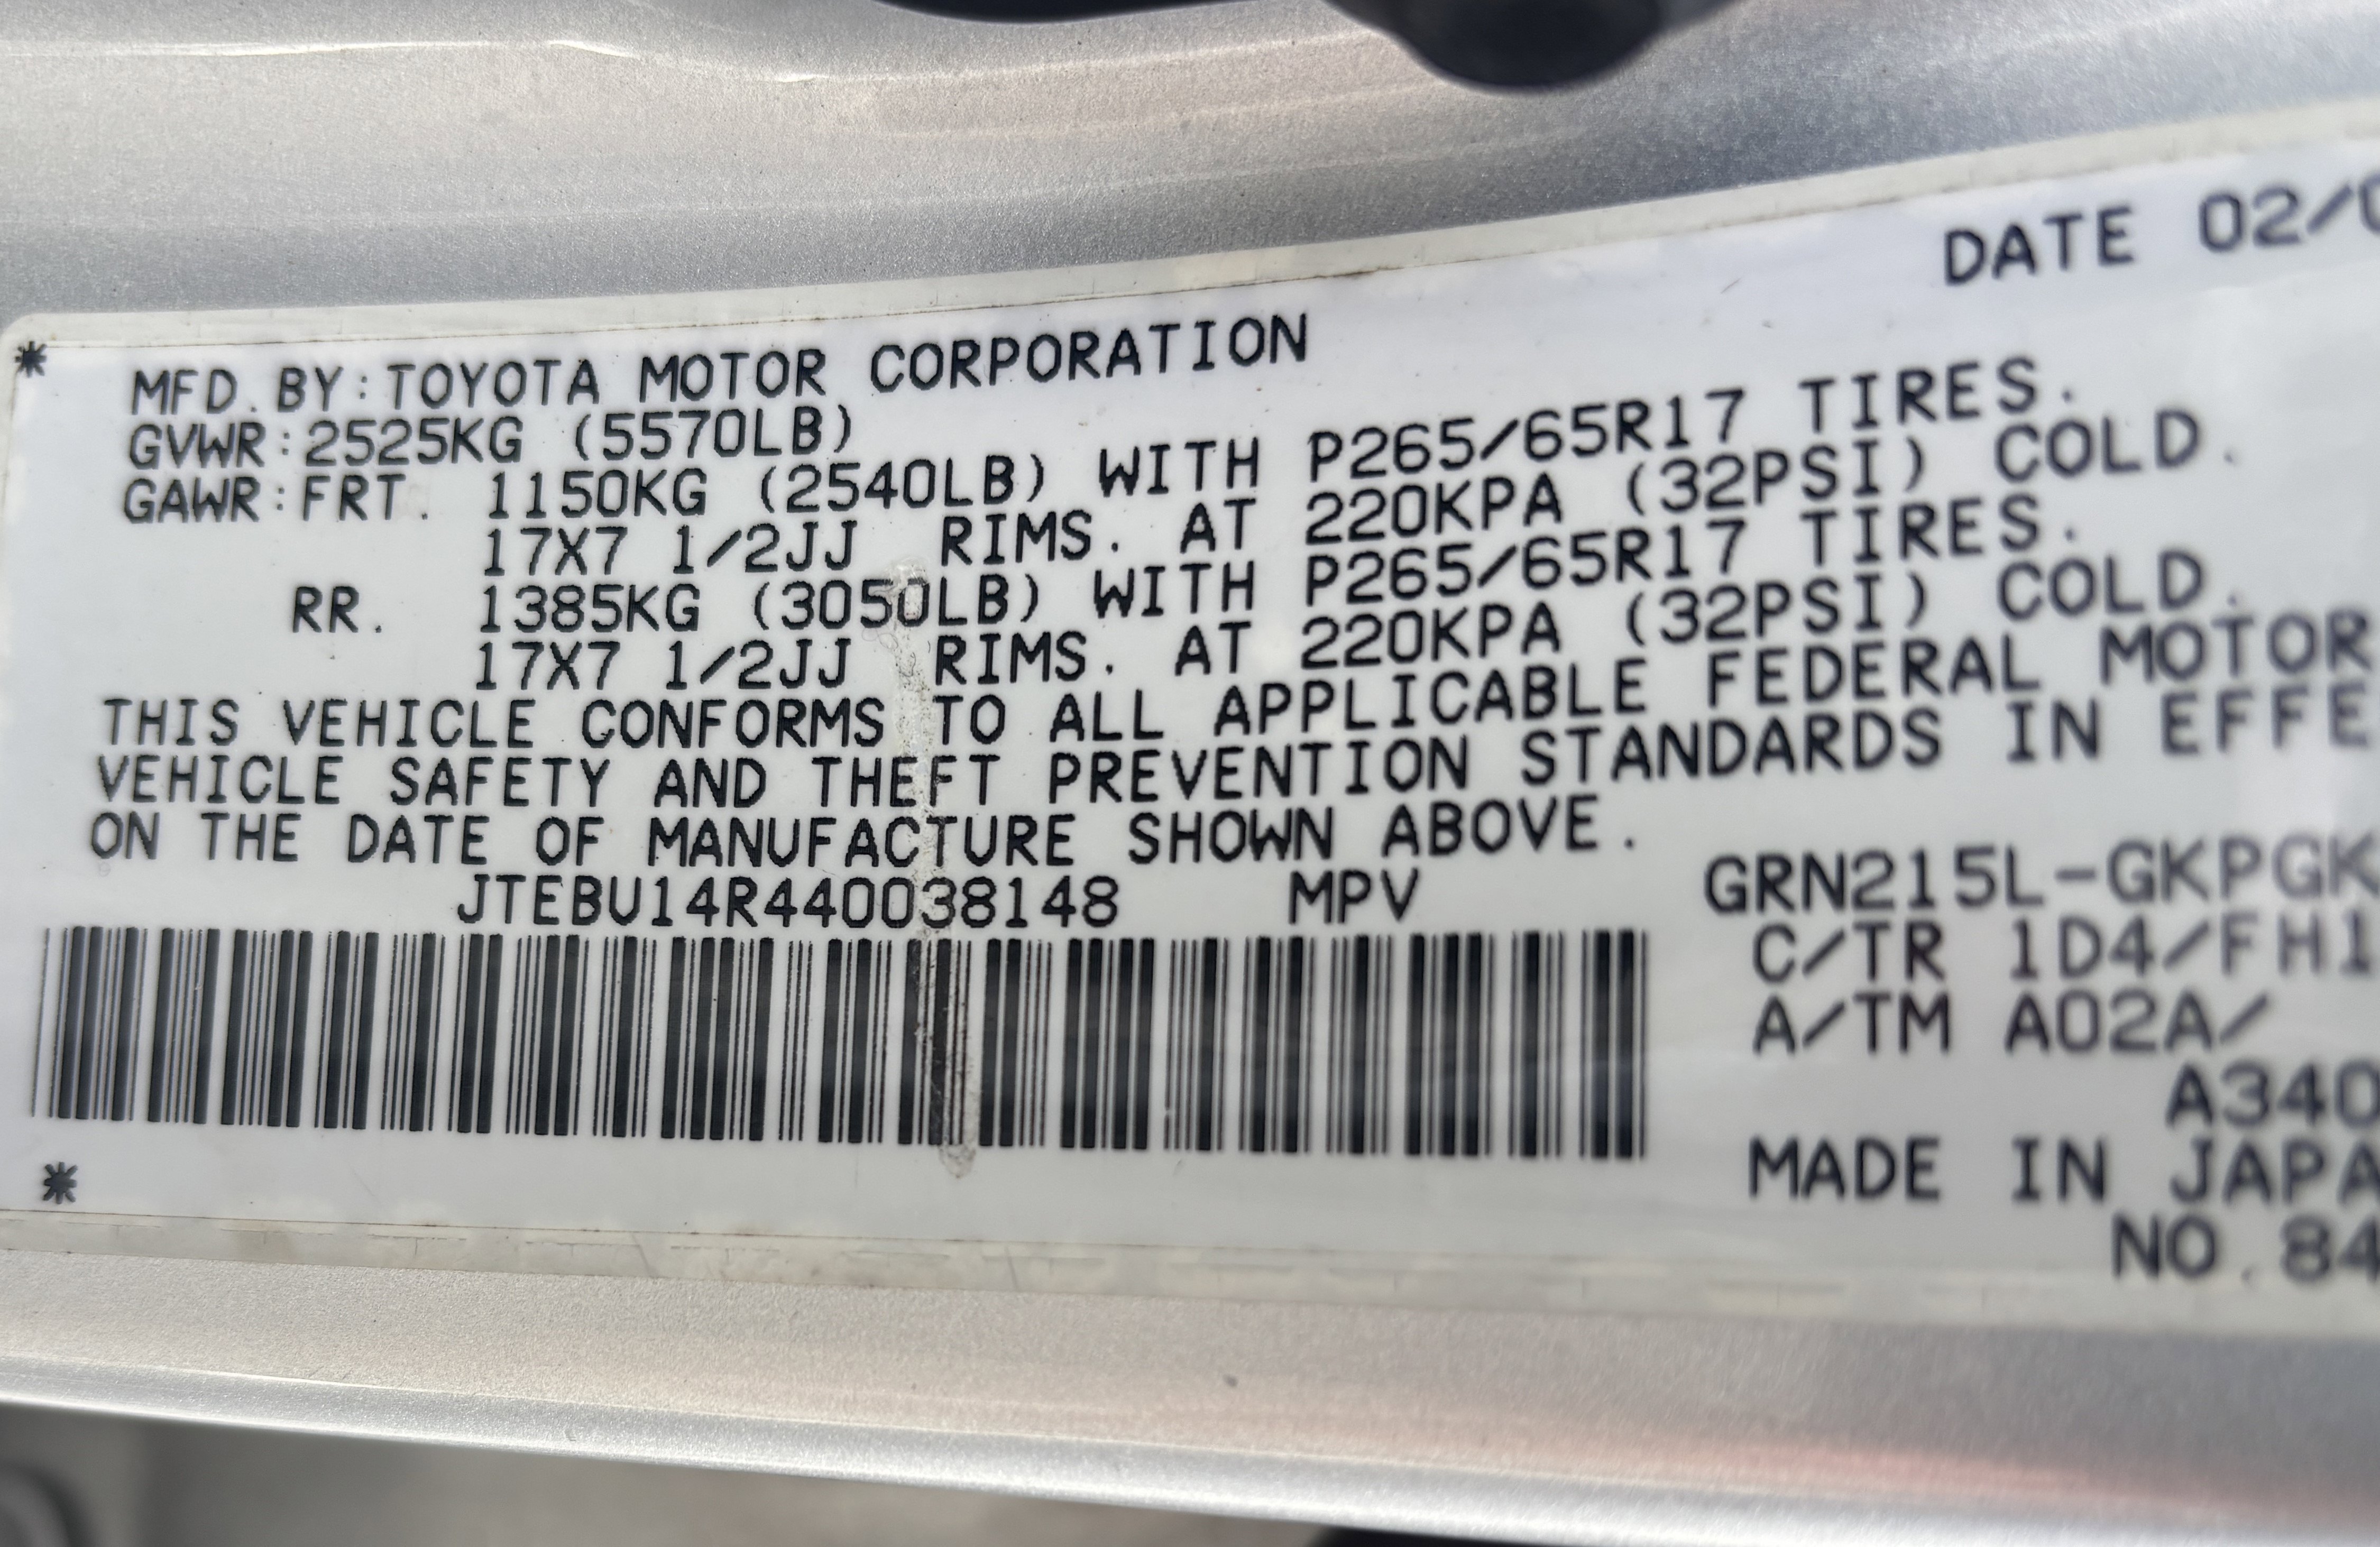 DATE 02/0
MFD. BY:TOYOTA MOTOR CORPORATION
GVWR:2525KG (5570LB)
GAWR:FRT. 1150KG (2540LB) WITH P265/65R17 TIRES.
17X7 1/2JJ RIMS. AT 220KPA (32PSI) COLD.
RR. 1385KG (3050LB) WITH P265/65R17 TIRES.
17X7 1/2JJ RIMS. AT 220KPA (32PSI) COLD.
THIS VEHICLE CONFORMS TO ALL APPLICABLE FEDERAL MOTOR
VEHICLE SAFETY AND THEFT PREVENTION STANDARDS IN EFFE
ON THE DATE OF MANUFACTURE SHOWN ABOVE.
JTEBU14R440038148 MPV GRN215L-GKPGK
C/TR 1D4/FH1
A/TM A02A/
A340
MADE IN JAPA
NO.84